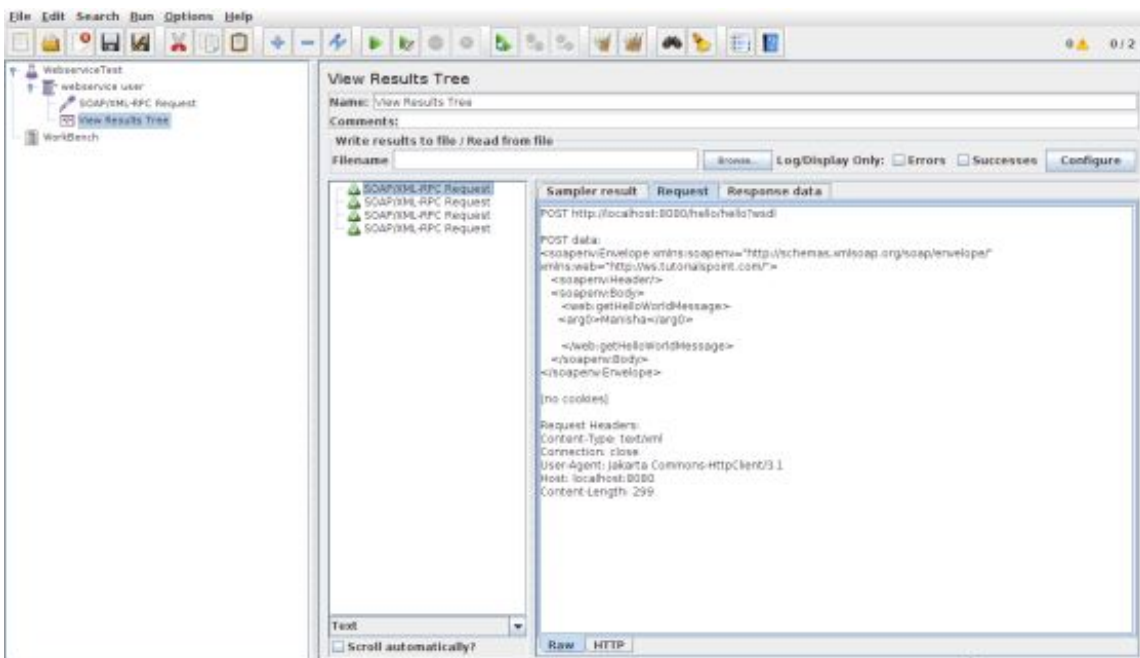 File Edit Search Run Options Help
0 0 / 2
WebserviceTest
webservice user
SOAP/XML-RPC Request
View Results Tree
WorkBench
View Results Tree
Name: View Results Tree
Comments:
Write results to file / Read from file
Filename Browse... Log/Display Only: Errors Successes Configure
SOAP/XML-RPC Request
SOAP/XML-RPC Request
SOAP/XML-RPC Request
SOAP/XML-RPC Request
Text
Scroll automatically?
Sampler result Request Response data
POST http://localhost:8080/hello/hello?wsdl
POST data:
<soapenv:Envelope xmlns:soapenv="http://schemas.xmlsoap.org/soap/envelope/"
xmlns:web="http://ws.tutorialspoint.com/">
<soapenv:Header/>
<soapenv:Body>
<web:getHelloWorldMessage>
<arg0>Manisha</arg0>
</web:getHelloWorldMessage>
</soapenv:Body>
</soapenv:Envelope>
[no cookies]
Request Headers:
Content-Type: text/xml
Connection: close
User-Agent: Jakarta Commons-HttpClient/3.1
Host: localhost:8080
Content-Length: 299
Raw HTTP